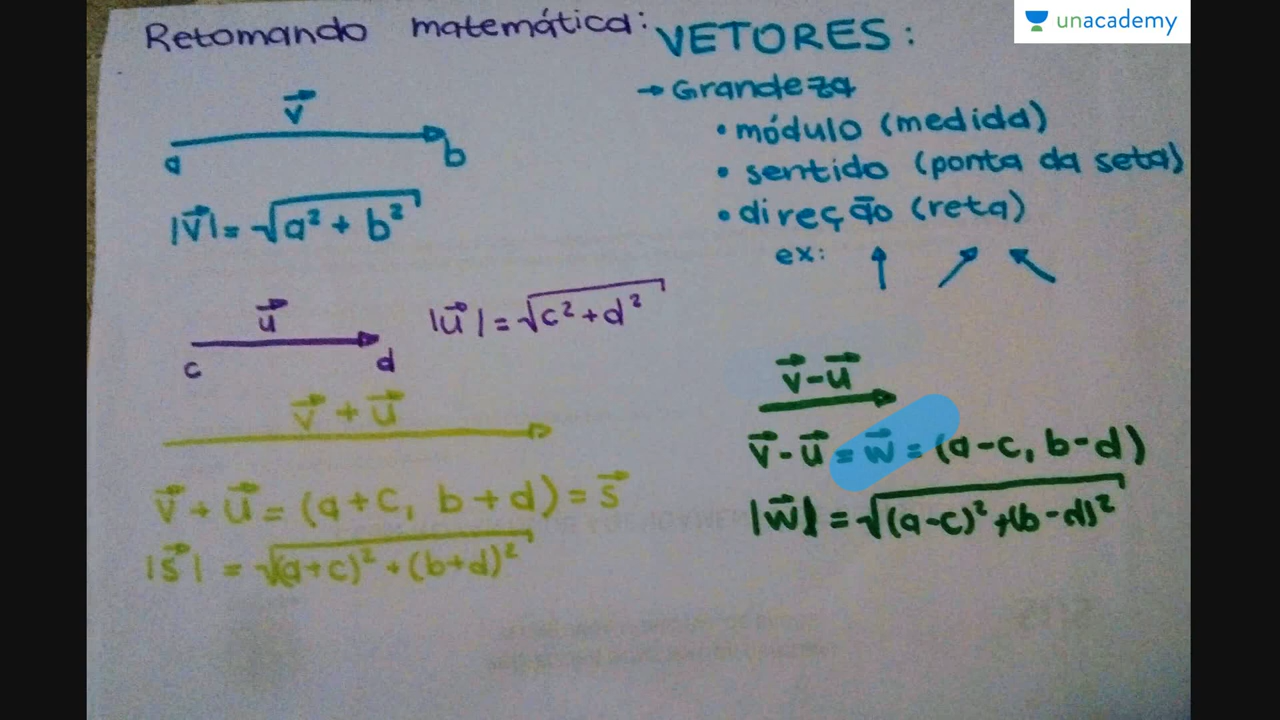 Retomando matemática: VETORES:
→ Grandeza
• módulo (medida)
• sentido (ponta da seta)
• direção (reta)
ex:
v⃗
a b
|v⃗| = √(a² + b²)
u⃗
c d
|u⃗| = √(c² + d²)
v⃗ + u⃗
v⃗ + u⃗ = (a+c, b+d) = s⃗
|s⃗| = √((a+c)² + (b+d)²)
v⃗ - u⃗
v⃗ - u⃗ = w⃗ = (a-c, b-d)
|w⃗| = √((a-c)² + (b-d)²)
unacademy